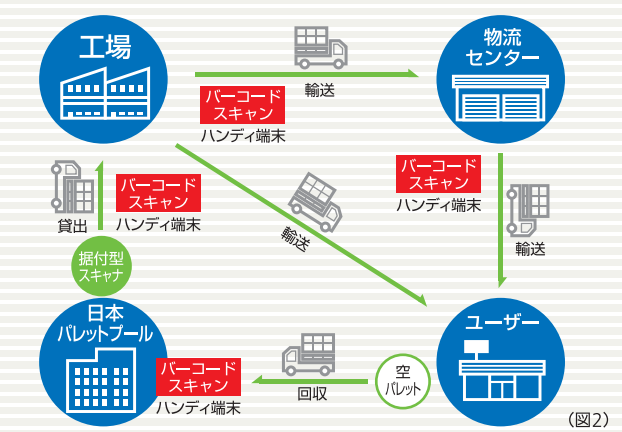 工場
物流
センター
輸送
バーコード
スキャン
ハンディ端末
バーコード
スキャン
ハンディ端末
バーコード
スキャン
ハンディ端末
貸出
輸送
輸送
据付型
スキャナ
日本
パレットプール
ユーザー
バーコード
スキャン
ハンディ端末
回収
空
パレット
(図2)